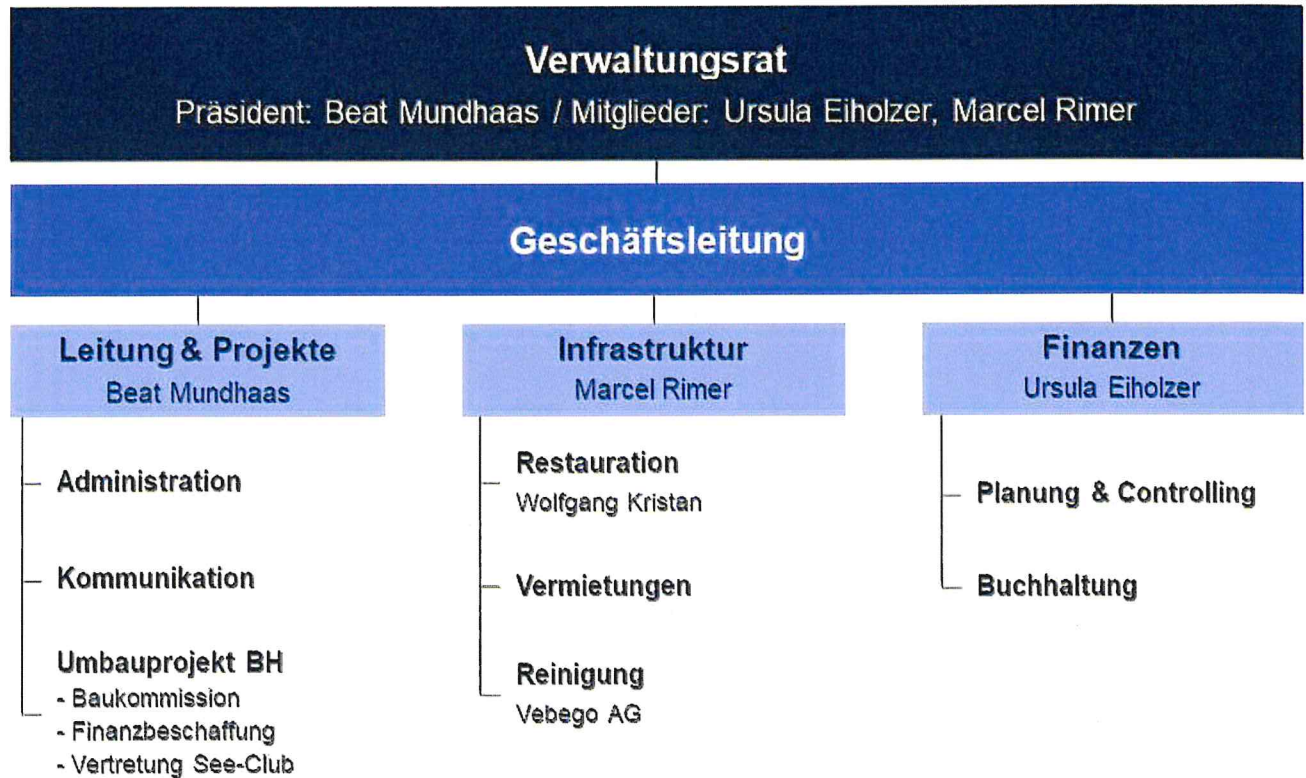 Verwaltungsrat
Präsident: Beat Mundhaas / Mitglieder: Ursula Eiholzer, Marcel Rimer
Geschäftsleitung
Leitung & Projekte
Beat Mundhaas
Administration
Kommunikation
Umbauprojekt BH
- Baukommission
- Finanzbeschaffung
- Vertretung See-Club
Infrastruktur
Marcel Rimer
Restauration
Wolfgang Kristan
Vermietungen
Reinigung
Vebego AG
Finanzen
Ursula Eiholzer
Planung & Controlling
Buchhaltung